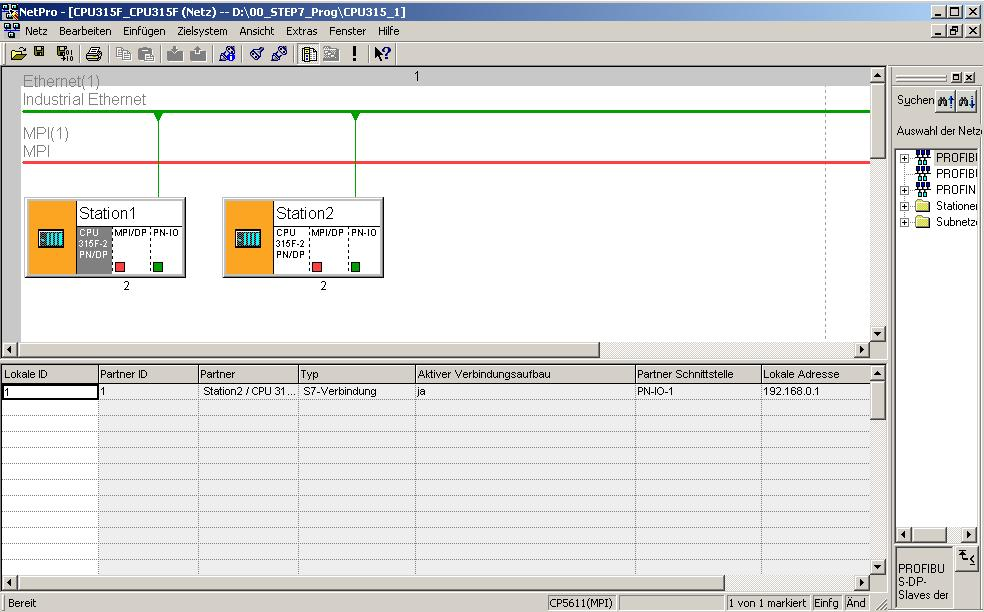 NetPro - [CPU315F_CPU315F (Netz) -- D:\00_STEP7_Prog\CPU315_1]
Netz Bearbeiten Einfügen Zielsystem Ansicht Extras Fenster Hilfe
1
Ethernet(1)
Industrial Ethernet
MPI(1)
MPI
Station1
CPU 315F-2 PN/DP
MPI/DP
PN-IO
2
Station2
CPU 315F-2 PN/DP
MPI/DP
PN-IO
2
Suchen
Auswahl der Netz
PROFIB
PROFIB
PROFIN
Stationen
Subnetz
Lokale ID Partner ID Partner Typ Aktiver Verbindungsaufbau Partner Schnittstelle Lokale Adresse
1 1 Station2 / CPU 31... S7-Verbindung ja PN-IO-1 192.168.0.1
PROFIBU
S-DP-
Slaves der
Bereit CP5611(MPI) 1 von 1 markiert Einfg Änd